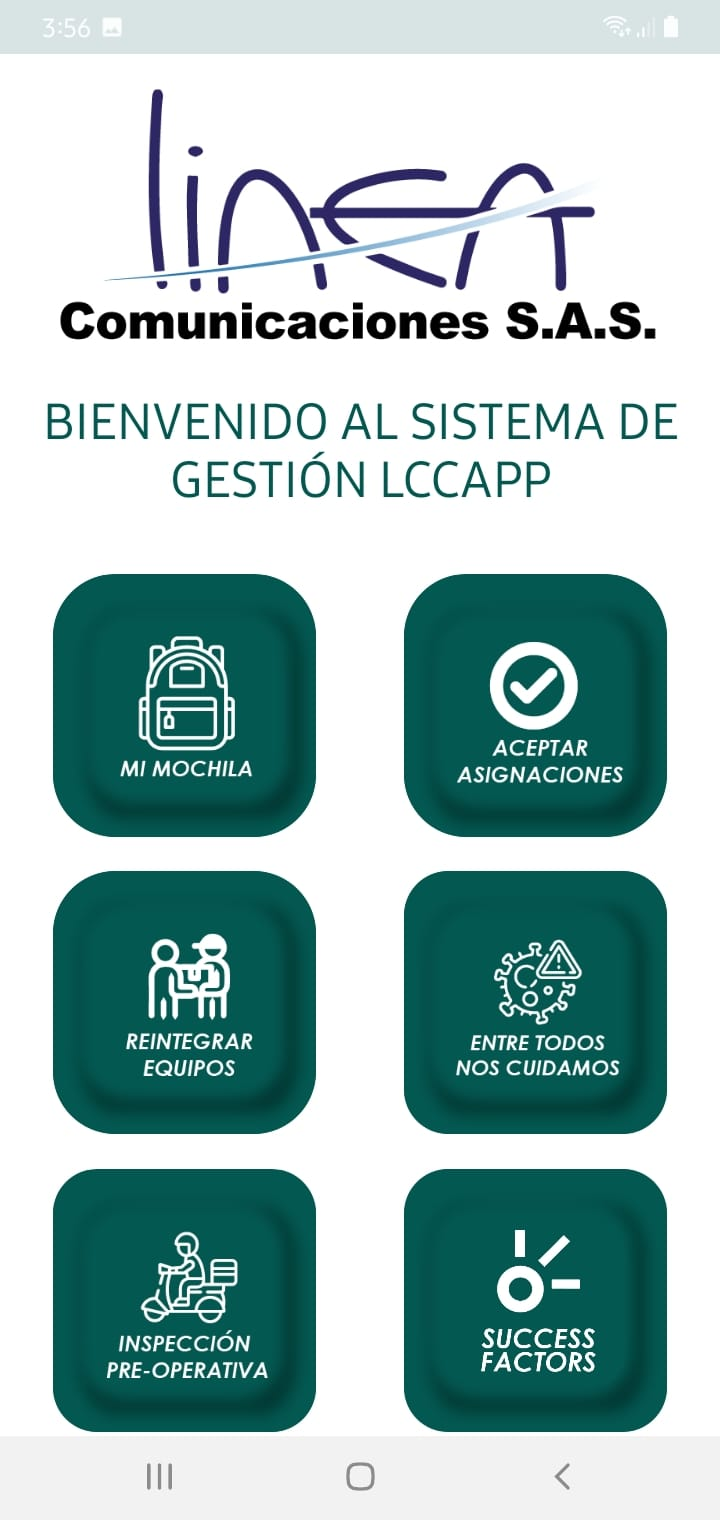 3:56
LINEA
Comunicaciones S.A.S.
BIENVENIDO AL SISTEMA DE
GESTIÓN LCCAPP
MI MOCHILA
ACEPTAR
ASIGNACIONES
REINTEGRAR
EQUIPOS
ENTRE TODOS
NOS CUIDAMOS
INSPECCIÓN
PRE-OPERATIVA
SUCCESS
FACTORS